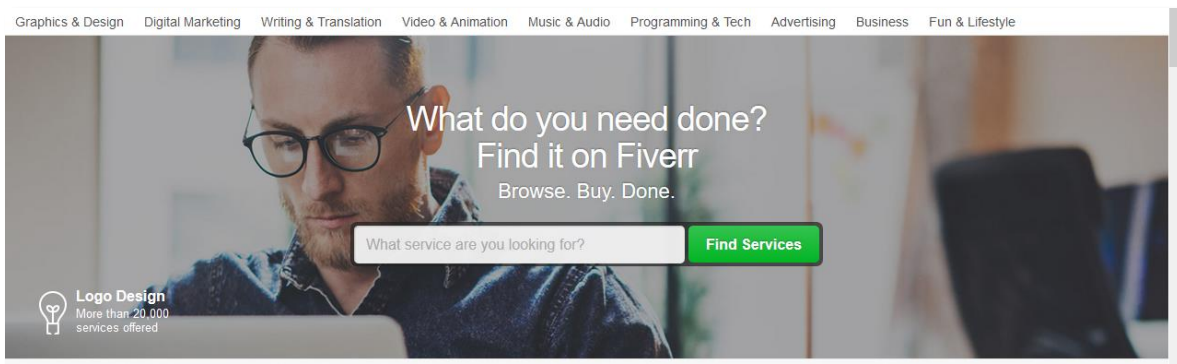 Graphics & Design Digital Marketing Writing & Translation Video & Animation Music & Audio Programming & Tech Advertising Business Fun & Lifestyle
What do you need done?
Find it on Fiverr
Browse. Buy. Done.
What service are you looking for? Find Services
Logo Design
More than 20,000
services offered